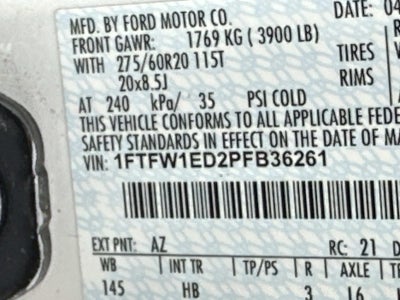 MFD. BY FORD MOTOR CO. DATE: 04
FRONT GAWR: 1769 KG ( 3900 LB)
WITH 275/60R20 115T TIRES
20x8.5J RIMS
AT 240 kPa/ 35 PSI COLD
THIS VEHICLE CONFORMS TO ALL APPLICABLE FEDE
SAFETY STANDARDS IN EFFECT ON THE DATE OF MA
VIN: 1FTFW1ED2PFB36261
EXT PNT: AZ RC: 21 D
WB INT TR TP/PS R AXLE TR
145 HB 3 L6